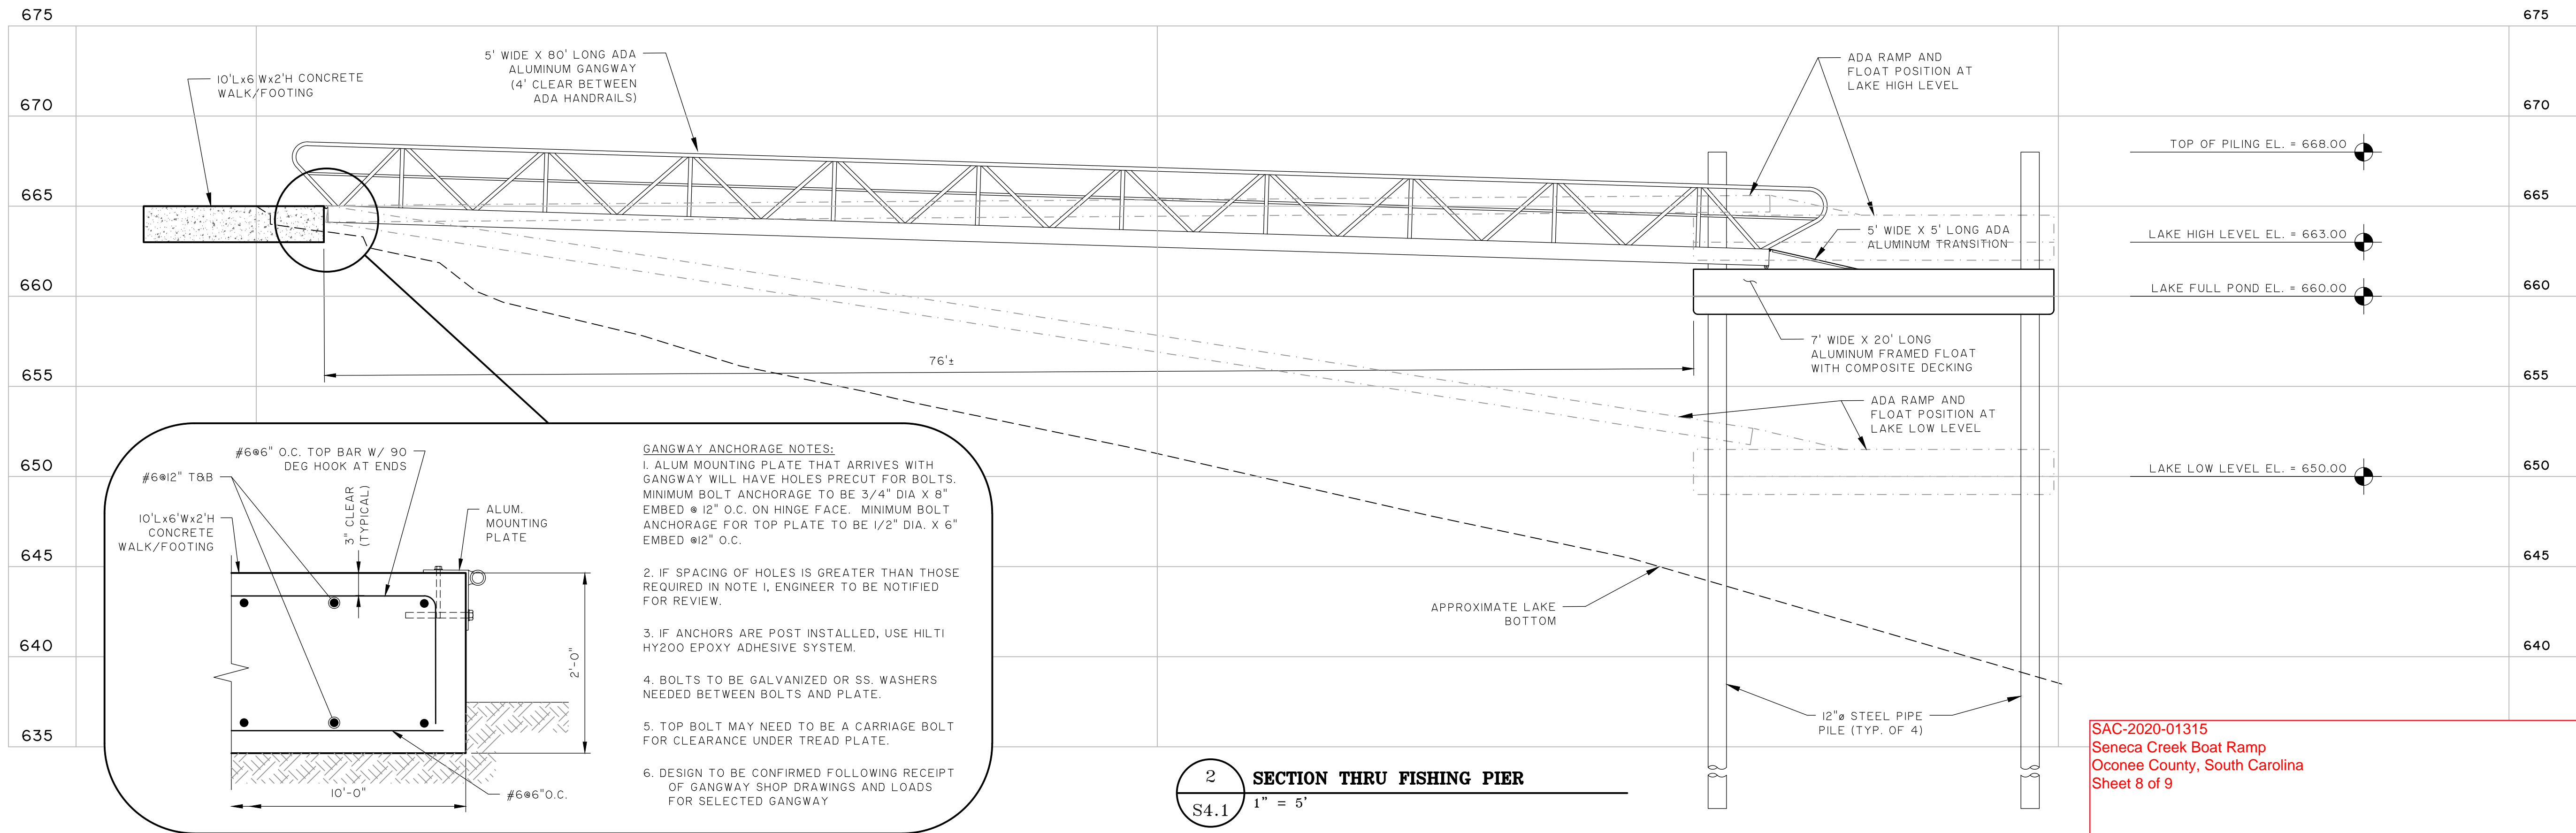 675
670
665
660
655
650
645
640
635
10'Lx6 Wx2'H CONCRETE
WALK/FOOTING
5' WIDE X 80' LONG ADA
ALUMINUM GANGWAY
(4' CLEAR BETWEEN
ADA HANDRAILS)
ADA RAMP AND
FLOAT POSITION AT
LAKE HIGH LEVEL
5' WIDE X 5' LONG ADA
ALUMINUM TRANSITION
76'±
7' WIDE X 20' LONG
ALUMINUM FRAMED FLOAT
WITH COMPOSITE DECKING
ADA RAMP AND
FLOAT POSITION AT
LAKE LOW LEVEL
APPROXIMATE LAKE
BOTTOM
12"ø STEEL PIPE
PILE (TYP. OF 4)
TOP OF PILING EL. = 668.00
LAKE HIGH LEVEL EL. = 663.00
LAKE FULL POND EL. = 660.00
LAKE LOW LEVEL EL. = 650.00
675
670
665
660
655
650
645
640
#6@6" O.C. TOP BAR W/ 90
DEG HOOK AT ENDS
#6@12" T&B
10'Lx6'Wx2'H
CONCRETE
WALK/FOOTING
3" CLEAR
(TYPICAL)
ALUM.
MOUNTING
PLATE
2'-0"
10'-0"
#6@6"O.C.
GANGWAY ANCHORAGE NOTES:
1. ALUM MOUNTING PLATE THAT ARRIVES WITH
GANGWAY WILL HAVE HOLES PRECUT FOR BOLTS.
MINIMUM BOLT ANCHORAGE TO BE 3/4" DIA X 8"
EMBED @ 12" O.C. ON HINGE FACE. MINIMUM BOLT
ANCHORAGE FOR TOP PLATE TO BE 1/2" DIA. X 6"
EMBED @12" O.C.
2. IF SPACING OF HOLES IS GREATER THAN THOSE
REQUIRED IN NOTE 1, ENGINEER TO BE NOTIFIED
FOR REVIEW.
3. IF ANCHORS ARE POST INSTALLED, USE HILTI
HY200 EPOXY ADHESIVE SYSTEM.
4. BOLTS TO BE GALVANIZED OR SS. WASHERS
NEEDED BETWEEN BOLTS AND PLATE.
5. TOP BOLT MAY NEED TO BE A CARRIAGE BOLT
FOR CLEARANCE UNDER TREAD PLATE.
6. DESIGN TO BE CONFIRMED FOLLOWING RECEIPT
OF GANGWAY SHOP DRAWINGS AND LOADS
FOR SELECTED GANGWAY
2
S4.1
SECTION THRU FISHING PIER
1" = 5'
SAC-2020-01315
Seneca Creek Boat Ramp
Oconee County, South Carolina
Sheet 8 of 9